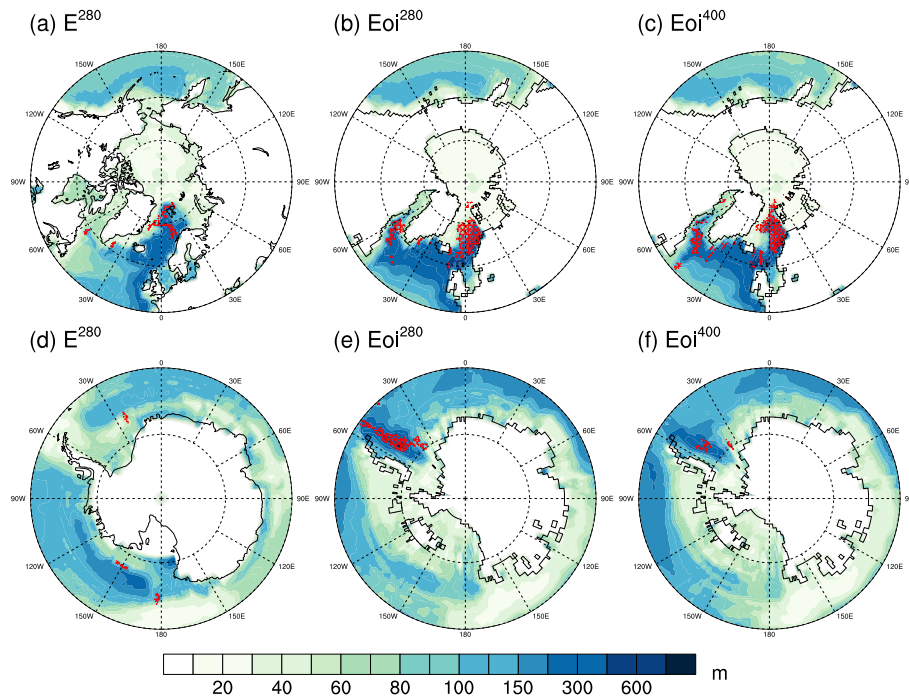 (a) E²⁸⁰ (b) Eoi²⁸⁰ (c) Eoi⁴⁰⁰
180 180 180
150W 150E 150W 150E 150W 150E
120W 120E 120W 120E 120W 120E
90W 90E 90W 90E 90W 90E
60W 60E 60W 60E 60W 60E
30W 30E 30W 30E 30W 30E
0 0 0
(d) E²⁸⁰ (e) Eoi²⁸⁰ (f) Eoi⁴⁰⁰
0 0 0
30W 30E 30W 30E 30W 30E
60W 60E 60W 60E 60W 60E
90W 90E 90W 90E 90W 90E
120W 120E 120W 120E 120W 120E
150W 150E 150W 150E 150W 150E
180 180 180
20 40 60 80 100 150 300 600 m